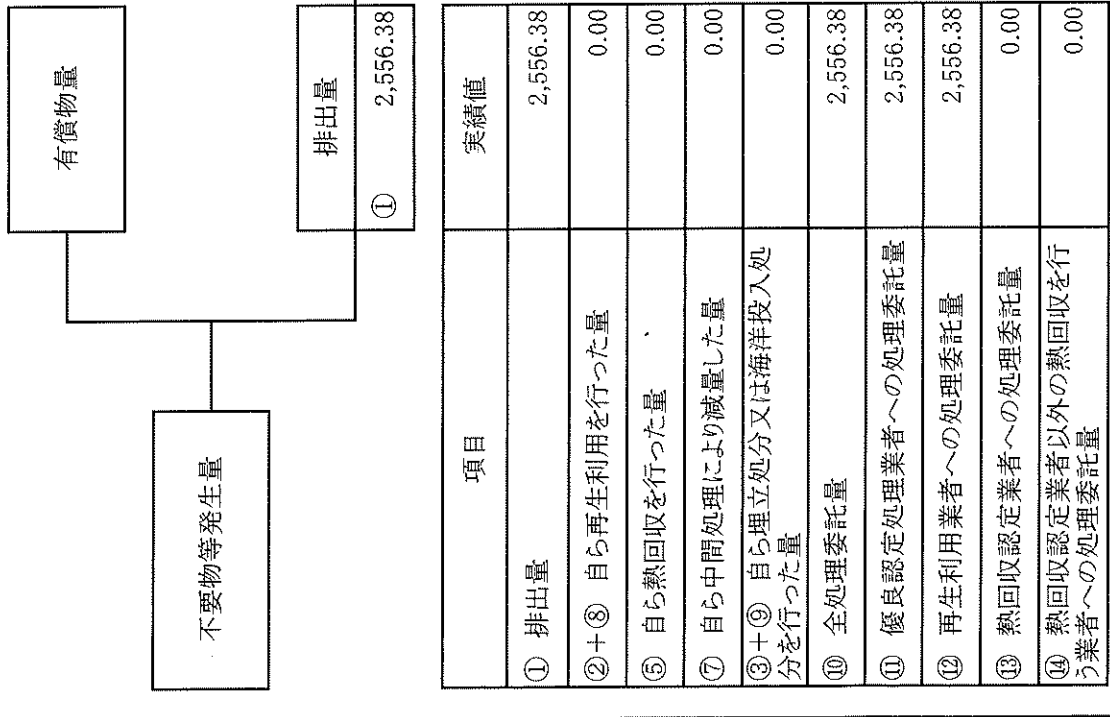 有償物量
不要物等発生量
排出量
① 2,556.38
項目 実績値
① 排出量 2,556.38
②+⑧ 自ら再生利用を行った量 0.00
⑤ 自ら熱回収を行った量 0.00
⑦ 自ら中間処理により減量した量 0.00
③+⑨ 自ら埋立処分又は海洋投入処
分を行った量 0.00
⑩ 全処理委託量 2,556.38
⑪ 優良認定処理業者への処理委託量 2,556.38
⑫ 再生利用業者への処理委託量 2,556.38
⑬ 熱回収認定業者への処理委託量 0.00
⑭ 熱回収認定業者以外の熱回収を行
う業者への処理委託量 0.00